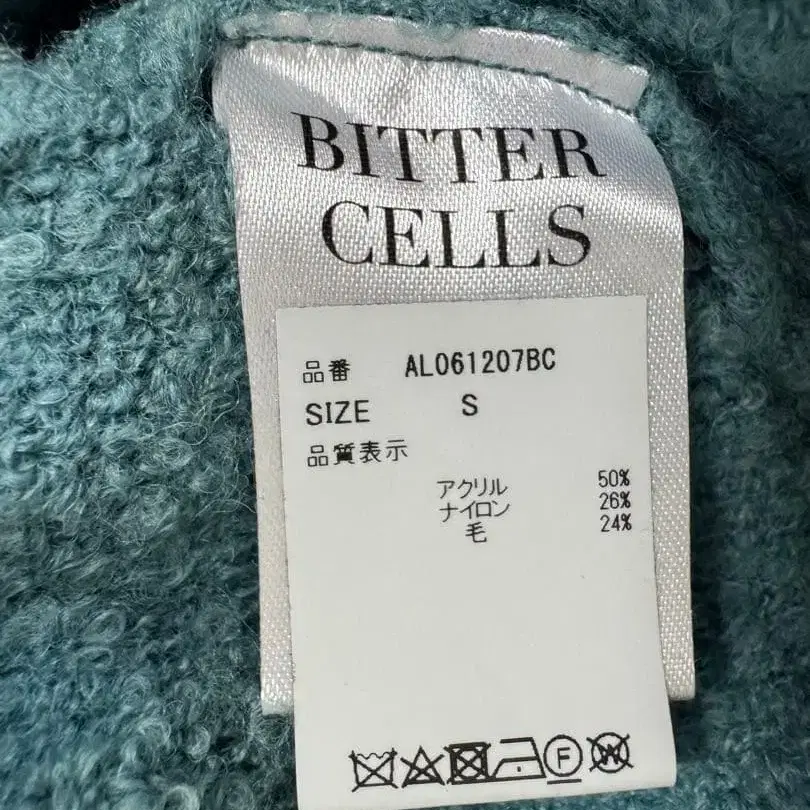 BITTER
CELLS
品番 AL061207BC
SIZE S
品質表示
アクリル 50%
ナイロン 26%
毛 24%
F
W